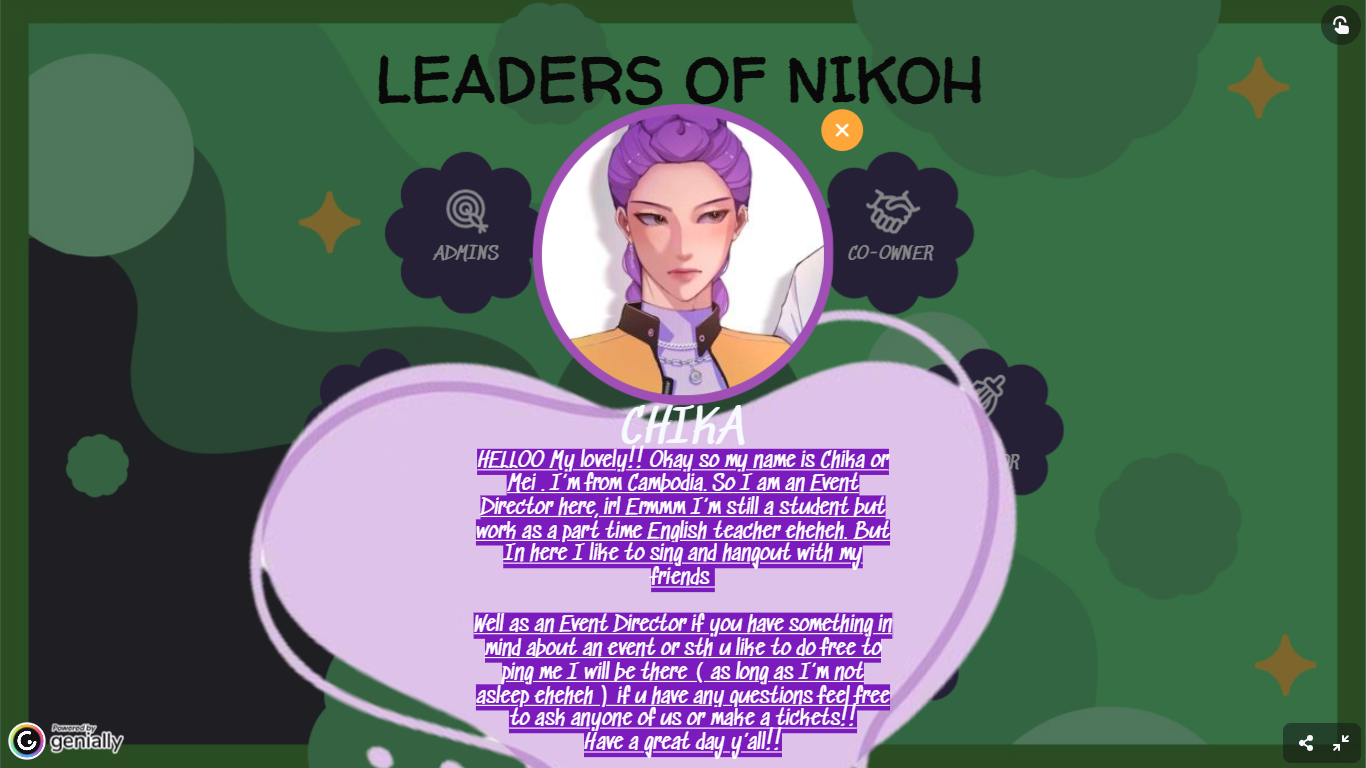 LEADERS OF NIKOH
ADMINS
CO-OWNER
CHIKA
HELLOO My lovely!! Okay so my name is Chika or
Mei . I'm from Cambodia. So I am an Event
Director here, irl Ermmm I'm still a student but
work as a part time English teacher eheheh. But
In here I like to sing and hangout with my
friends
Well as an Event Director if you have something in
mind about an event or sth u like to do free to
ping me I will be there ( as long as I'm not
asleep eheheh ) if u have any questions feel free
to ask anyone of us or make a tickets!!
Have a great day y'all!!
Powered by
genially